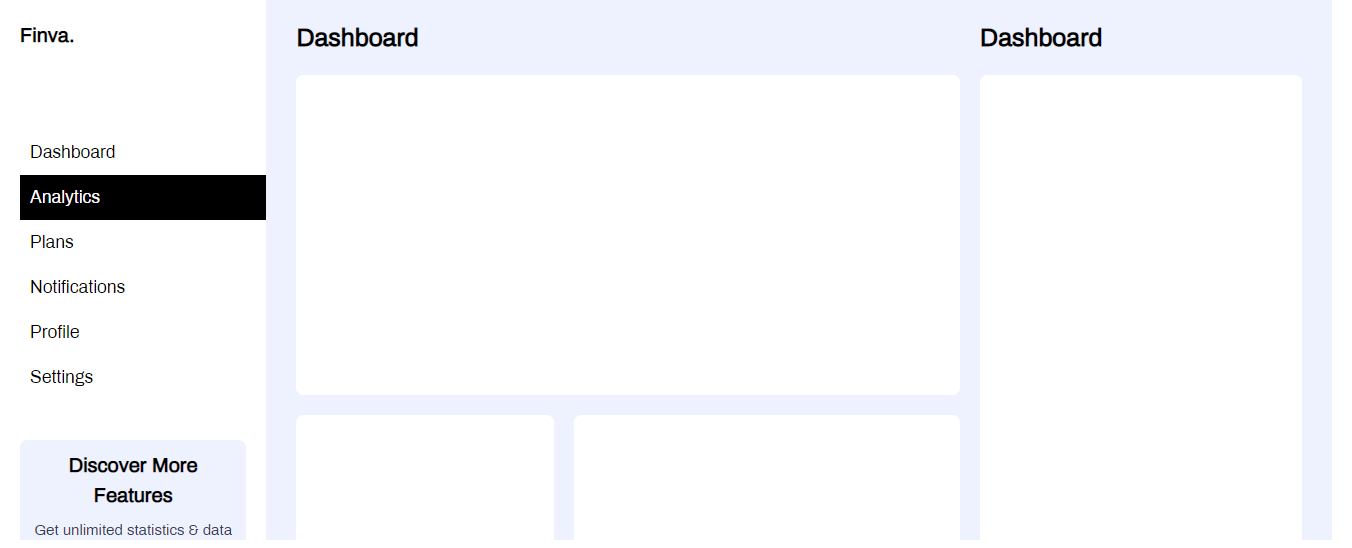 Finva.
Dashboard
Analytics
Plans
Notifications
Profile
Settings
Discover More
Features
Get unlimited statistics & data
Dashboard
Dashboard